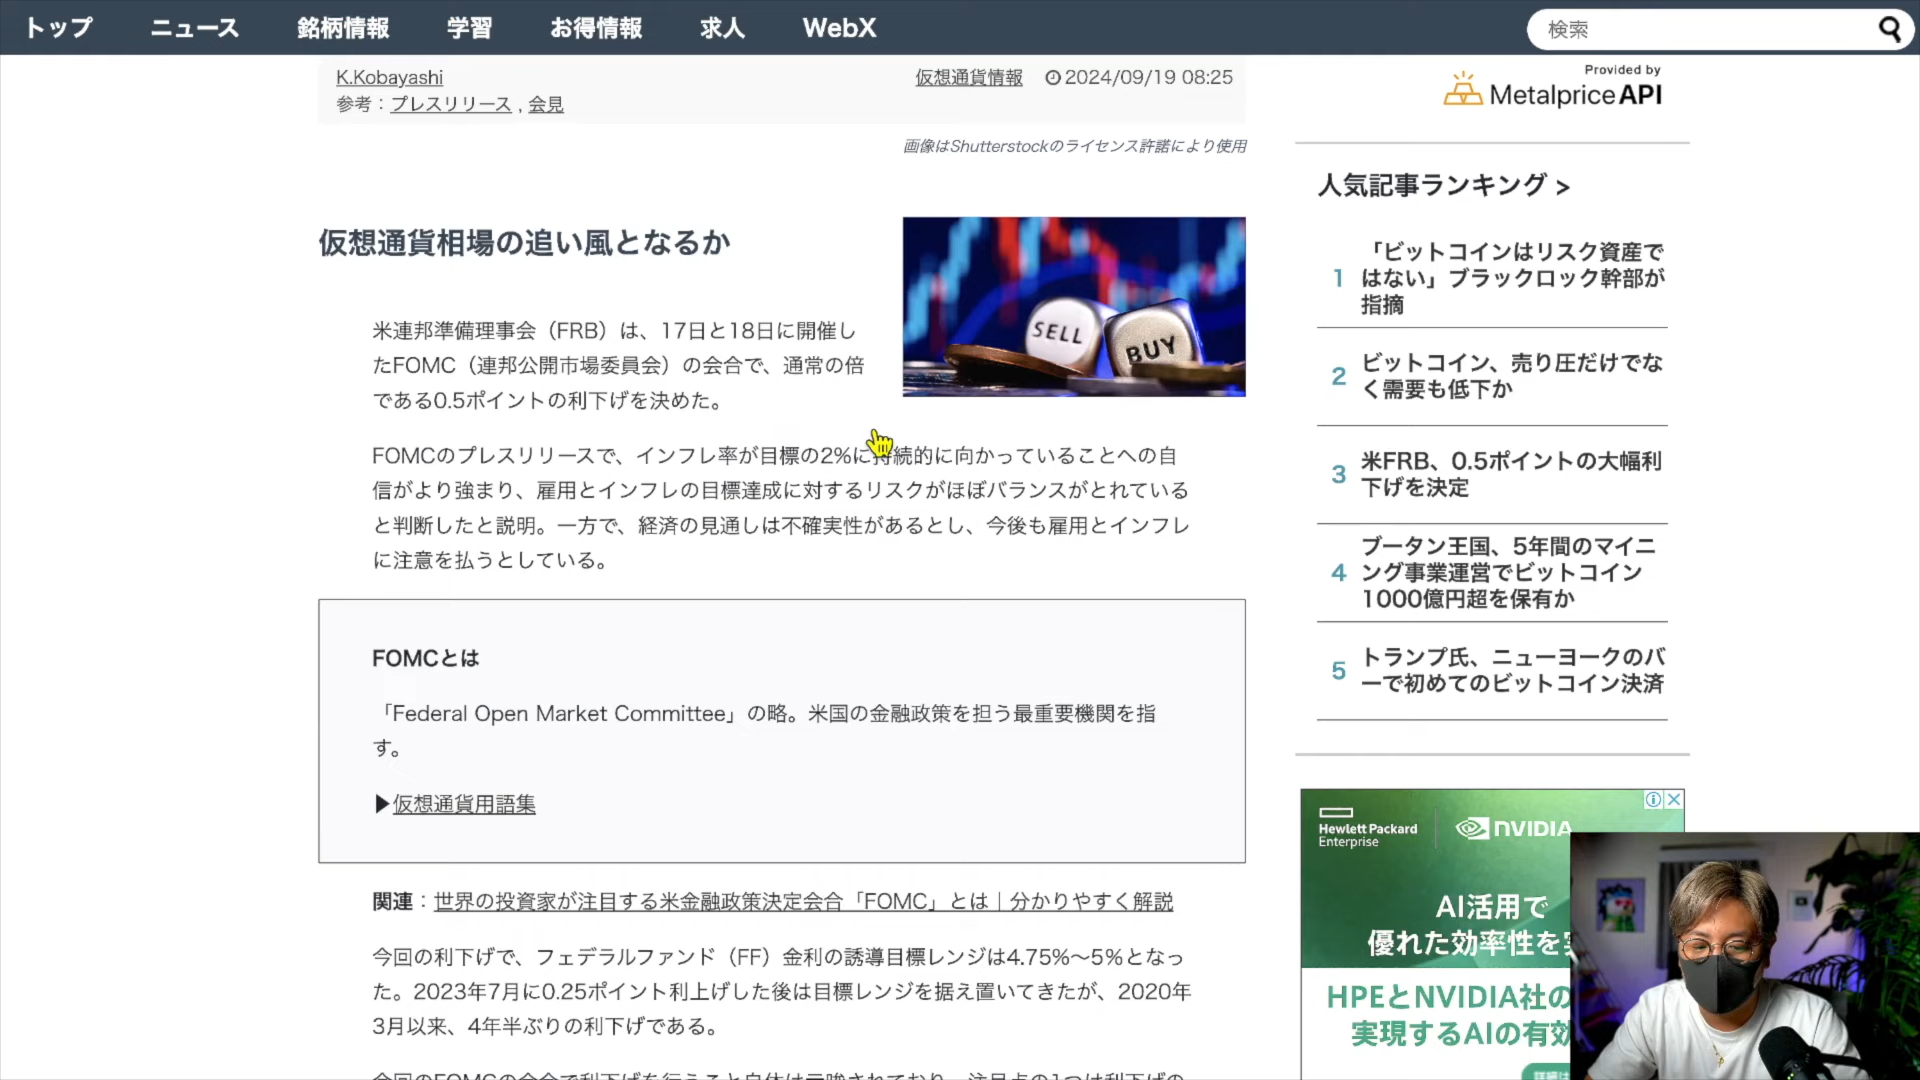 トップ ニュース 銘柄情報 学習 お得情報 求人 WebX 検索
K.Kobayashi
仮想通貨情報 2024/09/19 08:25
参考：プレスリリース , 会見
画像はShutterstockのライセンス許諾により使用
仮想通貨相場の追い風となるか
SELL
BUY
米連邦準備理事会（FRB）は、17日と18日に開催し
たFOMC（連邦公開市場委員会）の会合で、通常の倍
である0.5ポイントの利下げを決めた。
FOMCのプレスリリースで、インフレ率が目標の2%に持続的に向かっていることへの自
信がより強まり、雇用とインフレの目標達成に対するリスクがほぼバランスがとれている
と判断したと説明。一方で、経済の見通しは不確実性があるとし、今後も雇用とインフレ
に注意を払うとしている。
FOMCとは
「Federal Open Market Committee」の略。米国の金融政策を担う最重要機関を指
す。
▶仮想通貨用語集
関連：世界の投資家が注目する米金融政策決定会合「FOMC」とは｜分かりやすく解説
今回の利下げで、フェデラルファンド（FF）金利の誘導目標レンジは4.75%〜5%となっ
た。2023年7月に0.25ポイント利上げした後は目標レンジを据え置いてきたが、2020年
3月以来、4年半ぶりの利下げである。
Provided by
MetalpriceAPI
人気記事ランキング >
1 「ビットコインはリスク資産で
はない」ブラックロック幹部が
指摘
2 ビットコイン、売り圧だけでな
く需要も低下か
3 米FRB、0.5ポイントの大幅利
下げを決定
4 ブータン王国、5年間のマイニ
ング事業運営でビットコイン
1000億円超を保有か
5 トランプ氏、ニューヨークのバ
ーで初めてのビットコイン決済
Hewlett Packard
Enterprise
NVIDIA
AI活用で
優れた効率性を
HPEとNVIDIA社の
実現するAIの有効